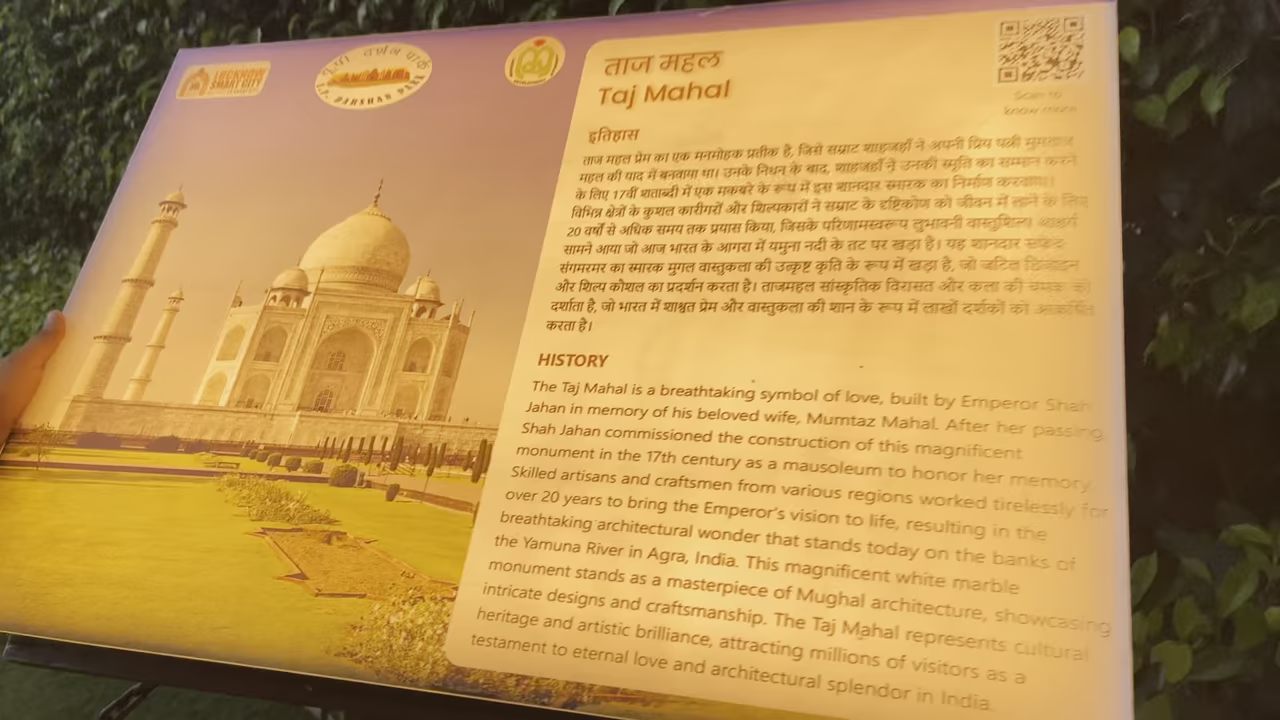 LUCKNOW
SMART CITY
यू.पी. दर्शन पार्क
U.P. DARSHAN PARK
ताज महल
Taj Mahal
Scan to
know more
इतिहास
ताज महल प्रेम का एक मनमोहक प्रतीक है, जिसे सम्राट शाहजहाँ ने अपनी प्रिय पत्नी मुमताज
महल की याद में बनवाया था। उनके निधन के बाद, शाहजहाँ ने उनकी स्मृति का सम्मान करने
के लिए 17वीं शताब्दी में एक मकबरे के रूप में इस शानदार स्मारक का निर्माण करवाया।
विभिन्न क्षेत्रों के कुशल कारीगरों और शिल्पकारों ने सम्राट के दृष्टिकोण को जीवन में लाने के लिए
20 वर्षों से अधिक समय तक प्रयास किया, जिसके परिणामस्वरूप लुभावनी वास्तुशिल्प आश्चर्य
सामने आया जो आज भारत के आगरा में यमुना नदी के तट पर खड़ा है। यह शानदार सफ़ेद
संगमरमर का स्मारक मुगल वास्तुकला की उत्कृष्ट कृति के रूप में खड़ा है, जो जटिल डिजाइन
और शिल्प कौशल का प्रदर्शन करता है। ताजमहल सांस्कृतिक विरासत और कला की चमक को
दर्शाता है, जो भारत में शाश्वत प्रेम और वास्तुकला की शान के रूप में लाखों दर्शकों को आकर्षित
करता है।
HISTORY
The Taj Mahal is a breathtaking symbol of love, built by Emperor Shah
Jahan in memory of his beloved wife, Mumtaz Mahal. After her passing,
Shah Jahan commissioned the construction of this magnificent
monument in the 17th century as a mausoleum to honor her memory.
Skilled artisans and craftsmen from various regions worked tirelessly for
over 20 years to bring the Emperor's vision to life, resulting in the
breathtaking architectural wonder that stands today on the banks of
the Yamuna River in Agra, India. This magnificent white marble
monument stands as a masterpiece of Mughal architecture, showcasing
intricate designs and craftsmanship. The Taj Mahal represents cultural
heritage and artistic brilliance, attracting millions of visitors as a
testament to eternal love and architectural splendor in India.